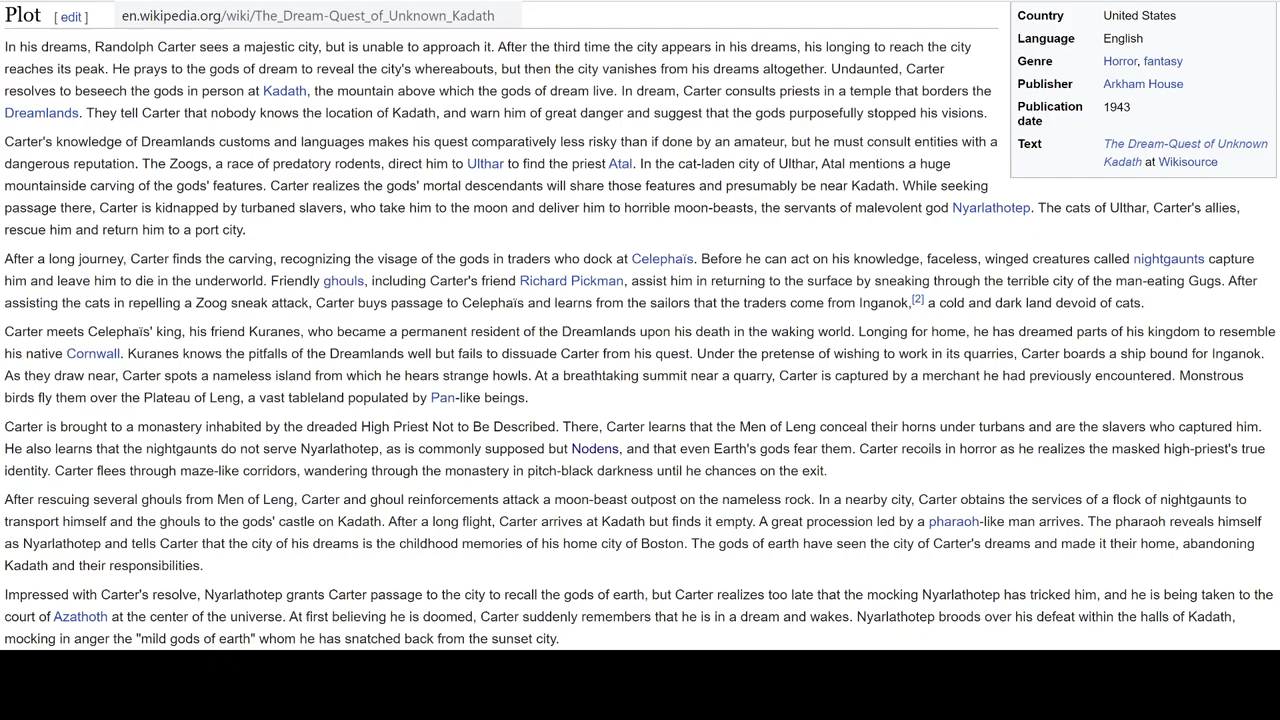 Plot [ edit ]
en.wikipedia.org/wiki/The_Dream-Quest_of_Unknown_Kadath
In his dreams, Randolph Carter sees a majestic city, but is unable to approach it. After the third time the city appears in his dreams, his longing to reach the city
reaches its peak. He prays to the gods of dream to reveal the city's whereabouts, but then the city vanishes from his dreams altogether. Undaunted, Carter
resolves to beseech the gods in person at Kadath, the mountain above which the gods of dream live. In dream, Carter consults priests in a temple that borders the
Dreamlands. They tell Carter that nobody knows the location of Kadath, and warn him of great danger and suggest that the gods purposefully stopped his visions.
Carter's knowledge of Dreamlands customs and languages makes his quest comparatively less risky than if done by an amateur, but he must consult entities with a
dangerous reputation. The Zoogs, a race of predatory rodents, direct him to Ulthar to find the priest Atal. In the cat-laden city of Ulthar, Atal mentions a huge
mountainside carving of the gods' features. Carter realizes the gods' mortal descendants will share those features and presumably be near Kadath. While seeking
passage there, Carter is kidnapped by turbaned slavers, who take him to the moon and deliver him to horrible moon-beasts, the servants of malevolent god Nyarlathotep. The cats of Ulthar, Carter's allies,
rescue him and return him to a port city.
After a long journey, Carter finds the carving, recognizing the visage of the gods in traders who dock at Celephaïs. Before he can act on his knowledge, faceless, winged creatures called nightgaunts capture
him and leave him to die in the underworld. Friendly ghouls, including Carter's friend Richard Pickman, assist him in returning to the surface by sneaking through the terrible city of the man-eating Gugs. After
assisting the cats in repelling a Zoog sneak attack, Carter buys passage to Celephaïs and learns from the sailors that the traders come from Inganok,[2] a cold and dark land devoid of cats.
Carter meets Celephaïs' king, his friend Kuranes, who became a permanent resident of the Dreamlands upon his death in the waking world. Longing for home, he has dreamed parts of his kingdom to resemble
his native Cornwall. Kuranes knows the pitfalls of the Dreamlands well but fails to dissuade Carter from his quest. Under the pretense of wishing to work in its quarries, Carter boards a ship bound for Inganok.
As they draw near, Carter spots a nameless island from which he hears strange howls. At a breathtaking summit near a quarry, Carter is captured by a merchant he had previously encountered. Monstrous
birds fly them over the Plateau of Leng, a vast tableland populated by Pan-like beings.
Carter is brought to a monastery inhabited by the dreaded High Priest Not to Be Described. There, Carter learns that the Men of Leng conceal their horns under turbans and are the slavers who captured him.
He also learns that the nightgaunts do not serve Nyarlathotep, as is commonly supposed but Nodens, and that even Earth's gods fear them. Carter recoils in horror as he realizes the masked high-priest's true
identity. Carter flees through maze-like corridors, wandering through the monastery in pitch-black darkness until he chances on the exit.
After rescuing several ghouls from Men of Leng, Carter and ghoul reinforcements attack a moon-beast outpost on the nameless rock. In a nearby city, Carter obtains the services of a flock of nightgaunts to
transport himself and the ghouls to the gods' castle on Kadath. After a long flight, Carter arrives at Kadath but finds it empty. A great procession led by a pharaoh-like man arrives. The pharaoh reveals himself
as Nyarlathotep and tells Carter that the city of his dreams is the childhood memories of his home city of Boston. The gods of earth have seen the city of Carter's dreams and made it their home, abandoning
Kadath and their responsibilities.
Impressed with Carter's resolve, Nyarlathotep grants Carter passage to the city to recall the gods of earth, but Carter realizes too late that the mocking Nyarlathotep has tricked him, and he is being taken to the
court of Azathoth at the center of the universe. At first believing he is doomed, Carter suddenly remembers that he is in a dream and wakes. Nyarlathotep broods over his defeat within the halls of Kadath,
mocking in anger the "mild gods of earth" whom he has snatched back from the sunset city.
Country United States
Language English
Genre Horror, fantasy
Publisher Arkham House
Publication 1943
date
Text The Dream-Quest of Unknown
Kadath at Wikisource